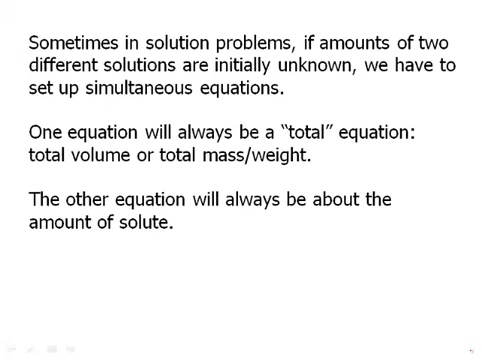 Sometimes in solution problems, if amounts of two
different solutions are initially unknown, we have to
set up simultaneous equations.
One equation will always be a “total” equation:
total volume or total mass/weight.
The other equation will always be about the
amount of solute.